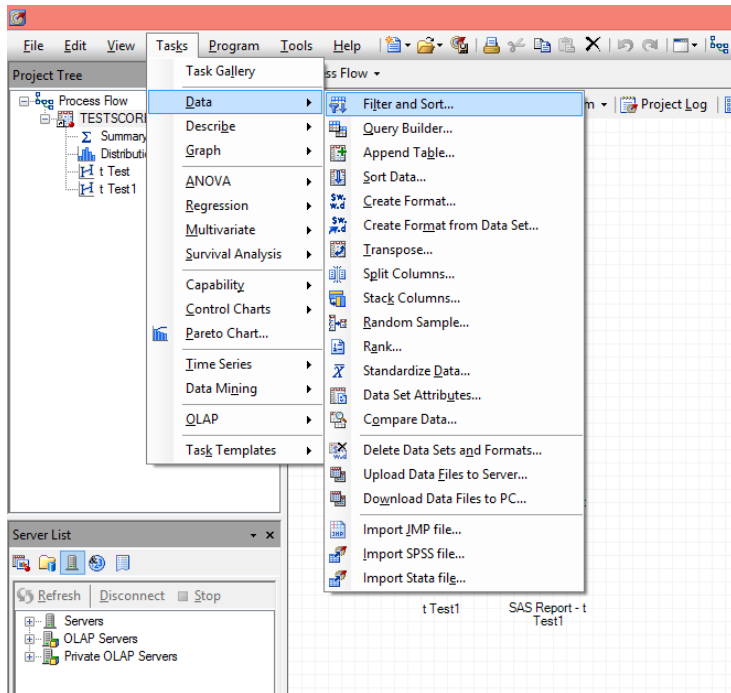 File Edit View Tasks Program Tools Help
Project Tree
ss Flow
Process Flow
TESTSCOR
Summary
Distributi
t Test
t Test1
Task Gallery
Data
Describe
Graph
ANOVA
Regression
Multivariate
Survival Analysis
Capability
Control Charts
Pareto Chart...
Time Series
Data Mining
OLAP
Task Templates
Filter and Sort...
Query Builder...
Append Table...
Sort Data...
Create Format...
Create Format from Data Set...
Transpose...
Split Columns...
Stack Columns...
Random Sample...
Rank...
Standardize Data...
Data Set Attributes...
Compare Data...
Delete Data Sets and Formats...
Upload Data Files to Server...
Download Data Files to PC...
Import JMP file...
Import SPSS file...
Import Stata file...
m Project Log
Server List
Refresh Disconnect Stop
Servers
OLAP Servers
Private OLAP Servers
t Test1
SAS Report - t
Test1